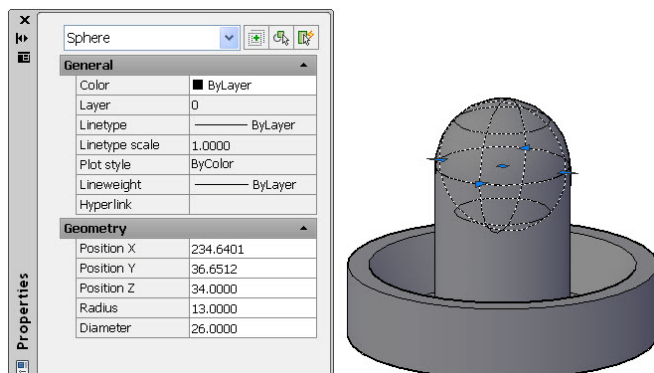 Sphere
General
Color ByLayer
Layer 0
Linetype ByLayer
Linetype scale 1.0000
Plot style ByColor
Lineweight ByLayer
Hyperlink
Geometry
Position X 234.6401
Position Y 36.6512
Position Z 34.0000
Radius 13.0000
Diameter 26.0000
Properties